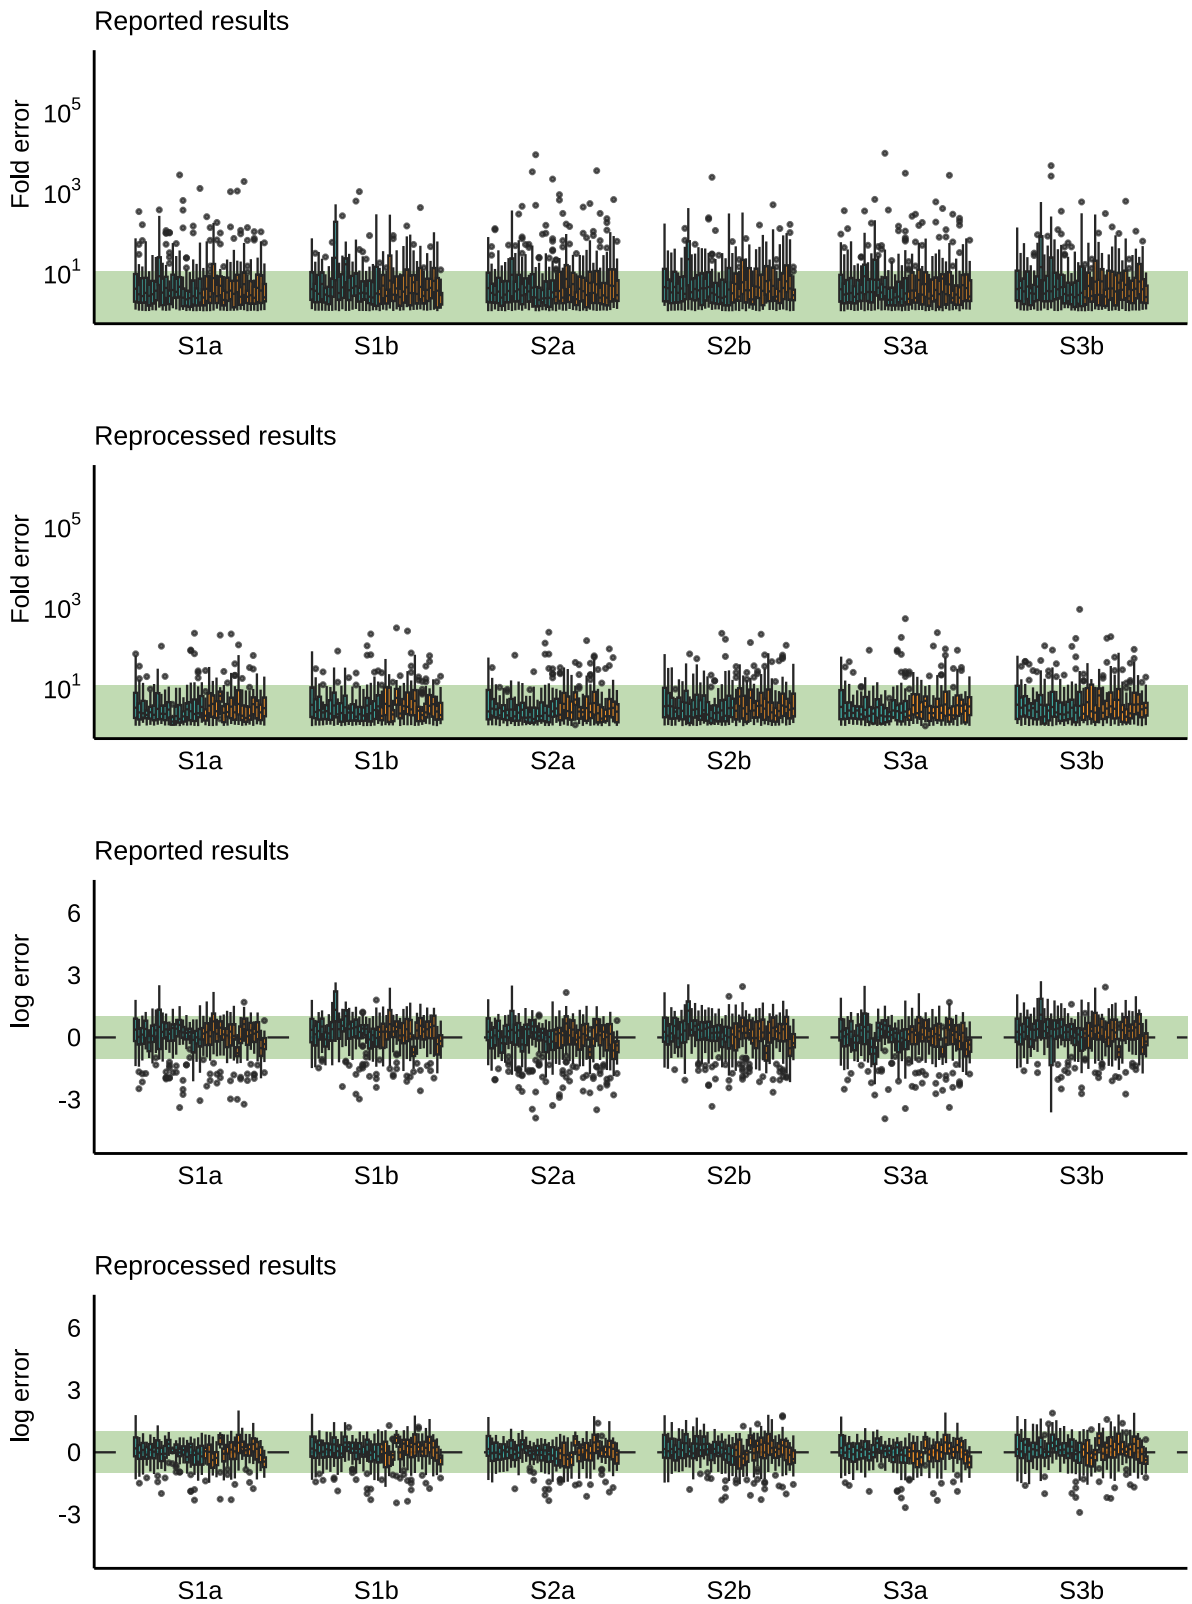 Reported results
Fold error
10^5
10^3
10^1
S1a S1b S2a S2b S3a S3b
Reprocessed results
Fold error
10^5
10^3
10^1
S1a S1b S2a S2b S3a S3b
Reported results
log error
6
3
0
-3
S1a S1b S2a S2b S3a S3b
Reprocessed results
log error
6
3
0
-3
S1a S1b S2a S2b S3a S3b